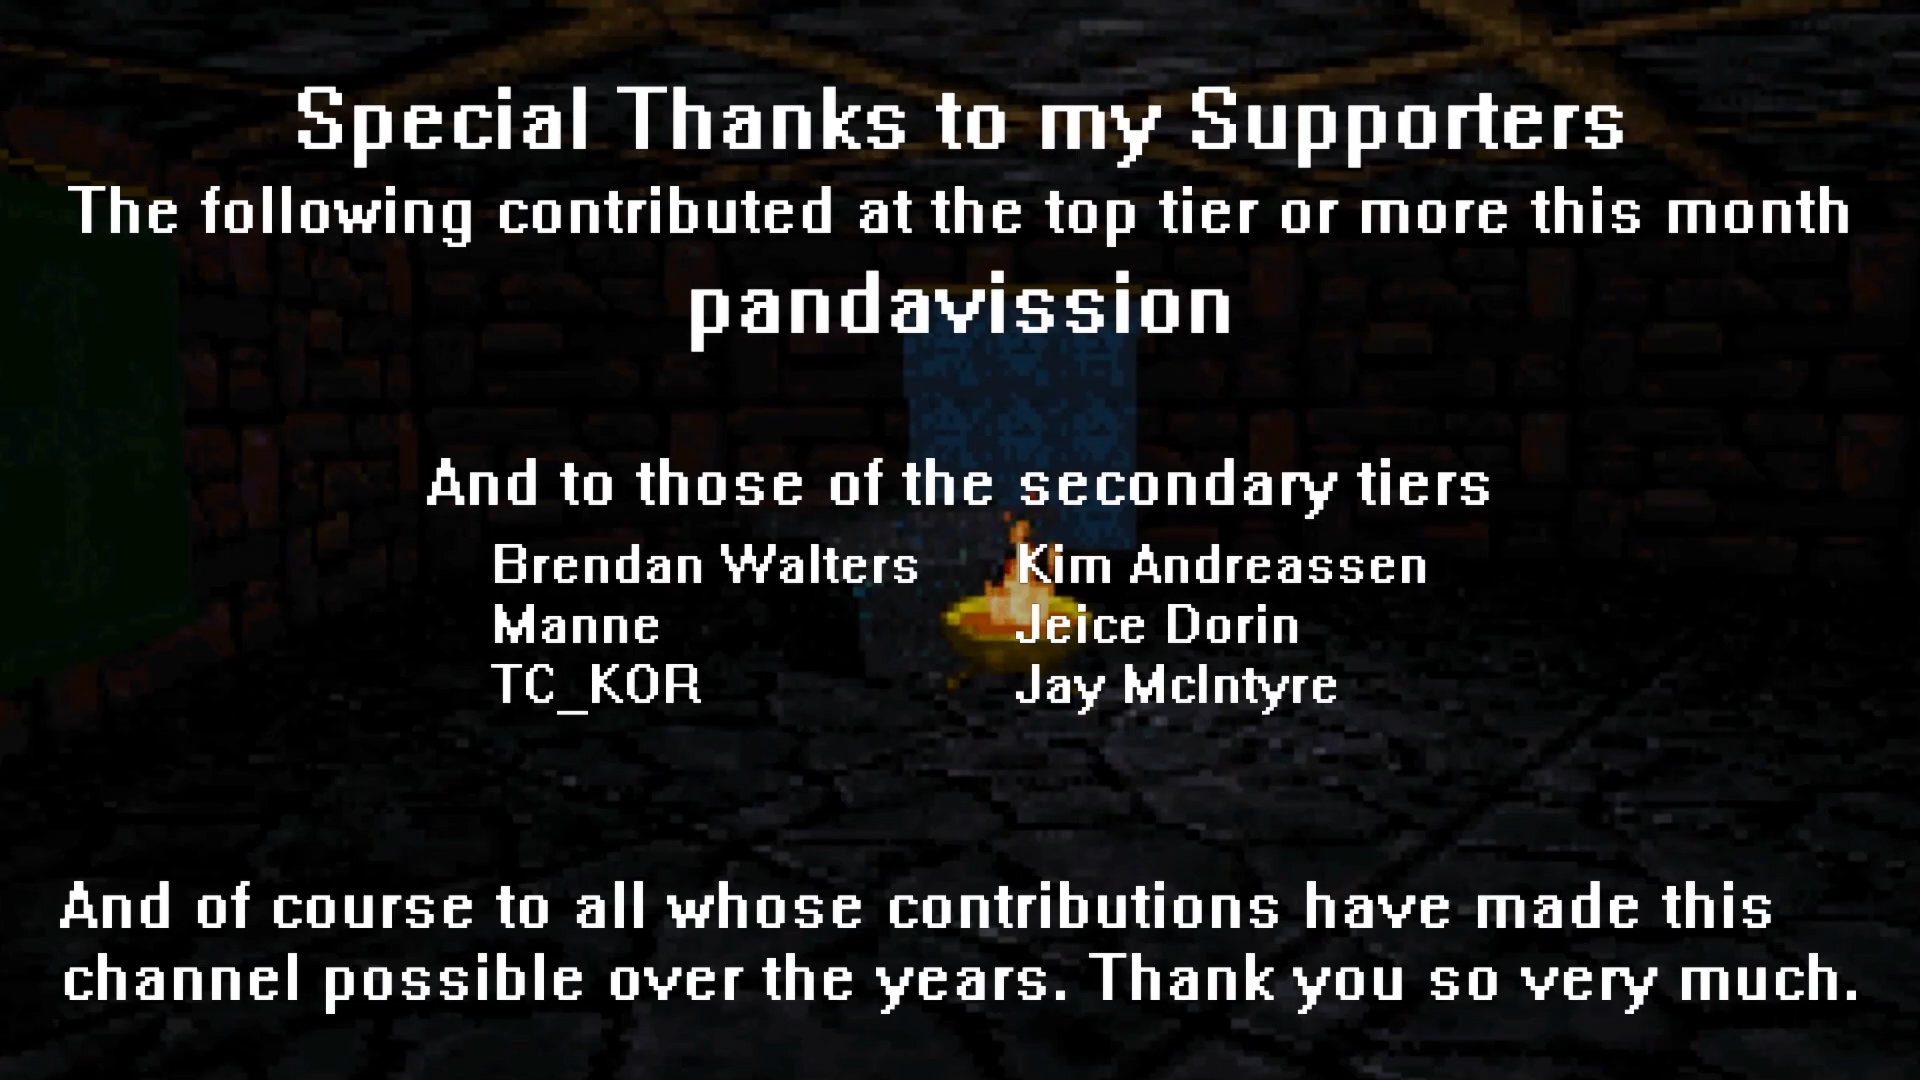 Special Thanks to my Supporters
The following contributed at the top tier or more this month
pandavission
And to those of the secondary tiers
Brendan Walters Kim Andreassen
Manne Jeice Dorin
TC_KOR Jay McIntyre
And of course to all whose contributions have made this
channel possible over the years. Thank you so very much.